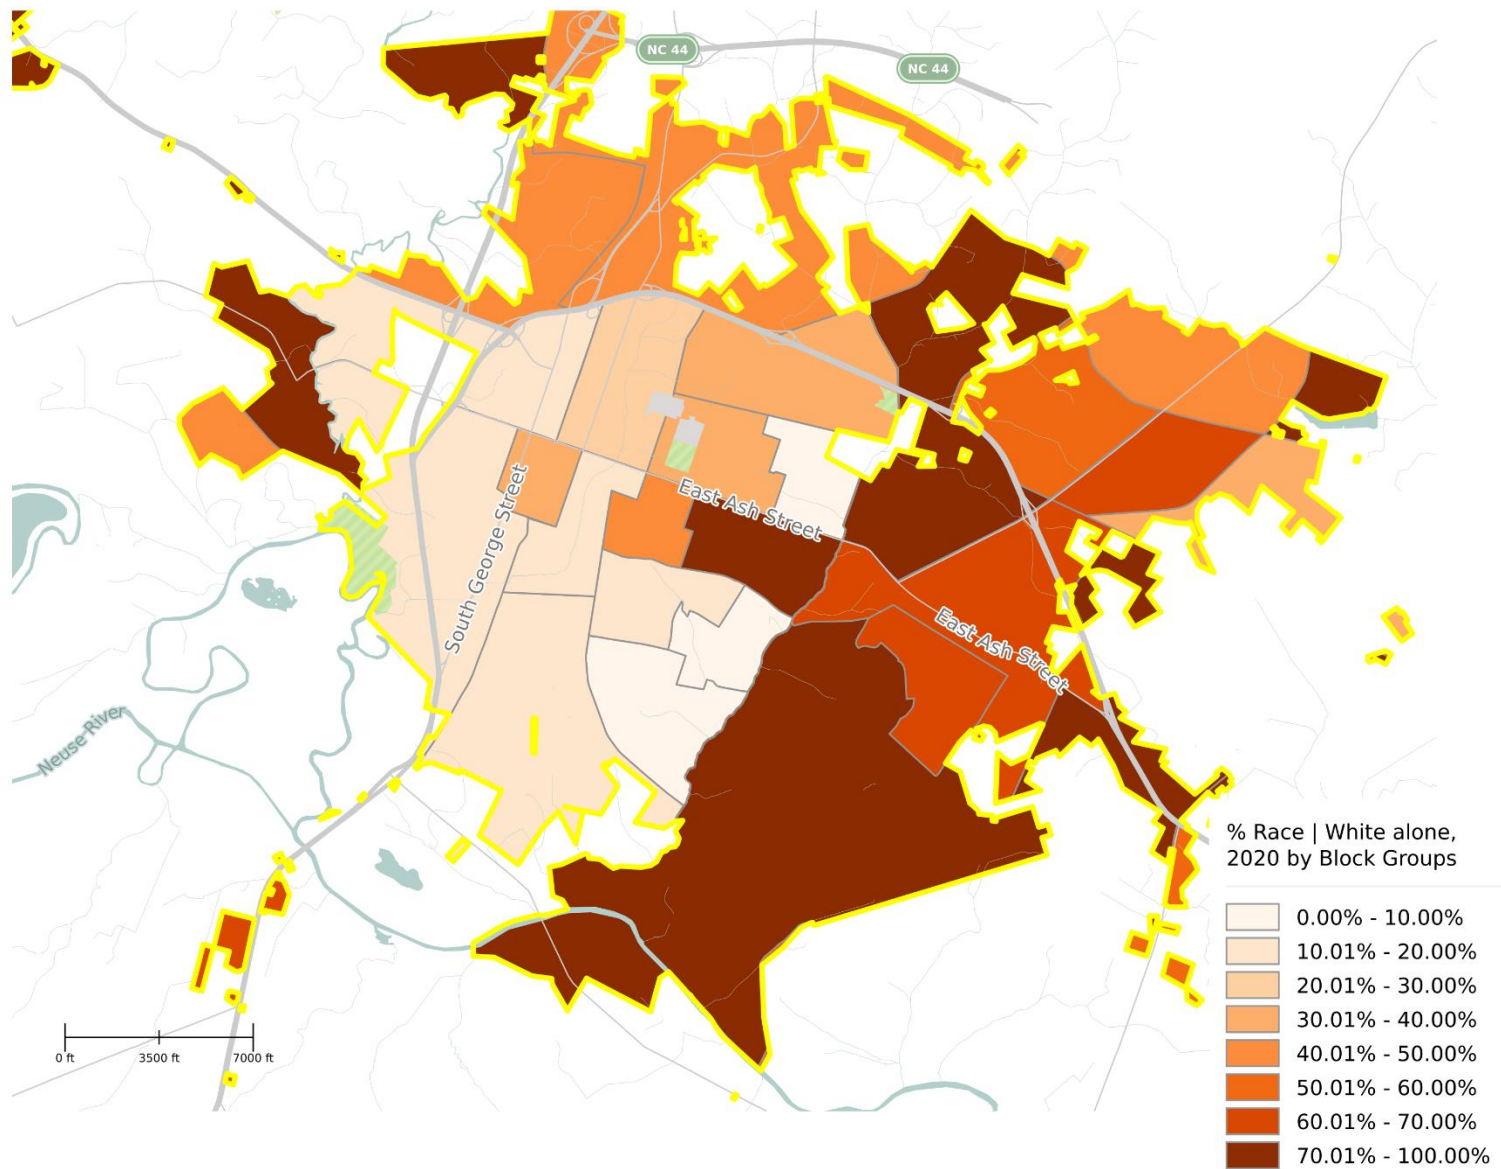 NC 44
NC 44
East Ash Street
South George Street
East Ash Street
Neuse River
% Race | White alone,
2020 by Block Groups
0.00% - 10.00%
10.01% - 20.00%
20.01% - 30.00%
30.01% - 40.00%
40.01% - 50.00%
50.01% - 60.00%
60.01% - 70.00%
70.01% - 100.00%
0 ft 3500 ft 7000 ft